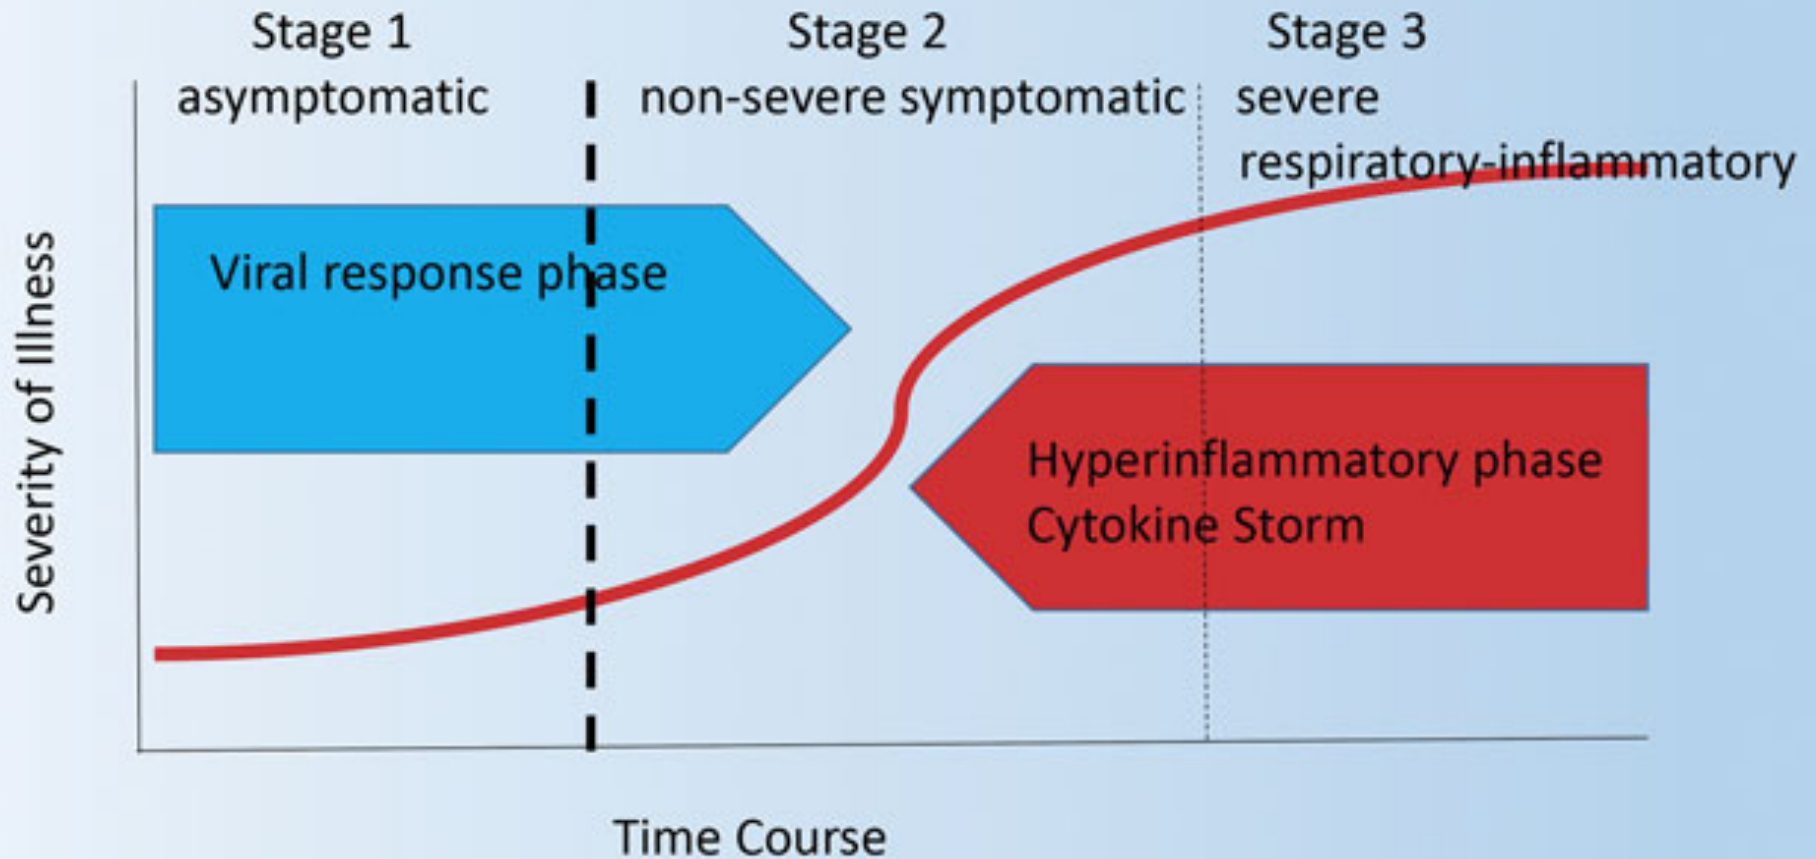 Stage 1
asymptomatic
Stage 2
non-severe symptomatic
Stage 3
severe
respiratory-inflammatory
Severity of Illness
Viral response phase
Hyperinflammatory phase
Cytokine Storm
Time Course